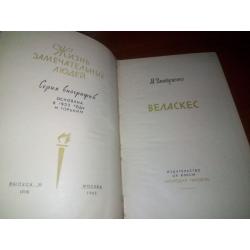 Жизнь
замечательных
людей
Серия биографий
ОСНОВАНА
В 1933 ГОДУ
М. ГОРЬКИМ
ВЫПУСК
МОСКВА
ВЕЛАСКЕС
ИЗДАТЕЛЬСТВО
ЦК ВЛКСМ
«МОЛОДАЯ ГВАРДИЯ»